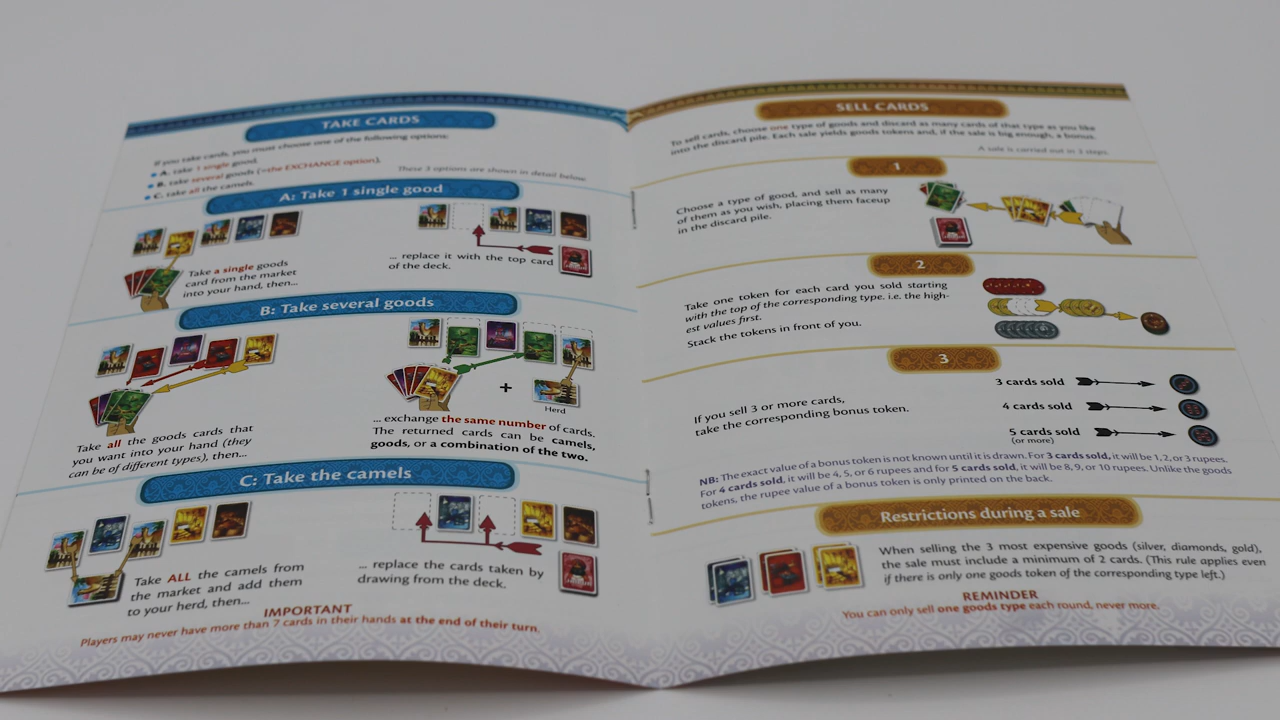 TAKE CARDS
If you take cards, you must choose one of the following options:
• A. take 1 single good,
• B. take several goods (=the EXCHANGE option),
• C. take all the camels.
These 3 options are shown in detail below.
A: Take 1 single good
Take a single goods
card from the market
into your hand, then...
... replace it with the top card
of the deck.
B: Take several goods
Take all the goods cards that
you want into your hand (they
can be of different types), then...
+
Herd
... exchange the same number of cards.
The returned cards can be camels,
goods, or a combination of the two.
C: Take the camels
Take ALL the camels from
the market and add them
to your herd, then...
... replace the cards taken by
drawing from the deck.
IMPORTANT
Players may never have more than 7 cards in their hands at the end of their turn.
SELL CARDS
To sell cards, choose one type of goods and discard as many cards of that type as you like
into the discard pile. Each sale yields goods tokens and, if the sale is big enough, a bonus.
A sale is carried out in 3 steps.
1
Choose a type of good, and sell as many
of them as you wish, placing them faceup
in the discard pile.
2
Take one token for each card you sold starting
with the top of the corresponding type. i.e. the high-
est values first.
Stack the tokens in front of you.
3
If you sell 3 or more cards,
take the corresponding bonus token.
3 cards sold
4 cards sold
5 cards sold
(or more)
NB: The exact value of a bonus token is not known until it is drawn. For 3 cards sold, it will be 1, 2, or 3 rupees.
For 4 cards sold, it will be 4, 5, or 6 rupees and for 5 cards sold, it will be 8, 9, or 10 rupees. Unlike the goods
tokens, the rupee value of a bonus token is only printed on the back.
Restrictions during a sale
When selling the 3 most expensive goods (silver, diamonds, gold),
the sale must include a minimum of 2 cards. (This rule applies even
if there is only one goods token of the corresponding type left.)
REMINDER
You can only sell one goods type each round, never more.